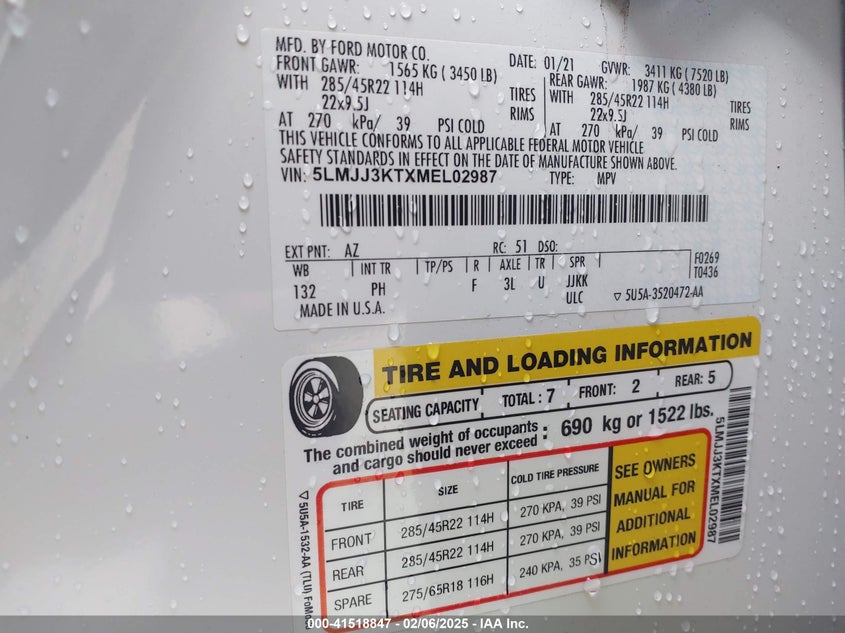 MFD. BY FORD MOTOR CO.
DATE: 01/21 GVWR: 3411 KG ( 7520 LB)
FRONT GAWR: 1565 KG ( 3450 LB) REAR GAWR: 1987 KG ( 4380 LB)
WITH 285/45R22 114H TIRES WITH 285/45R22 114H TIRES
22x9.5J RIMS 22x9.5J RIMS
AT 270 kPa/ 39 PSI COLD AT 270 kPa/ 39 PSI COLD
THIS VEHICLE CONFORMS TO ALL APPLICABLE FEDERAL MOTOR VEHICLE
SAFETY STANDARDS IN EFFECT ON THE DATE OF MANUFACTURE SHOWN ABOVE.
VIN: 5LMJJ3KTXMEL02987 TYPE: MPV
EXT PNT: AZ RC: 51 DSO:
WB INT TR TP/PS R AXLE TR SPR F0269
T0436
132 PH F 3L U JJKK
ULC 5U5A-3520472-AA
MADE IN U.S.A.
TIRE AND LOADING INFORMATION
SEATING CAPACITY TOTAL : 7 FRONT: 2 REAR: 5
The combined weight of occupants
and cargo should never exceed : 690 kg or 1522 lbs.
TIRE SIZE COLD TIRE PRESSURE
FRONT 285/45R22 114H 270 KPA, 39 PSI
REAR 285/45R22 114H 270 KPA, 39 PSI
SPARE 275/65R18 116H 240 KPA, 35 PSI
SEE OWNERS
MANUAL FOR
ADDITIONAL
INFORMATION
5LMJJ3KTXMEL02987
5U5A-1532-AA (TLU) FoMoCo
000-41518847 - 02/06/2025 - IAA Inc.